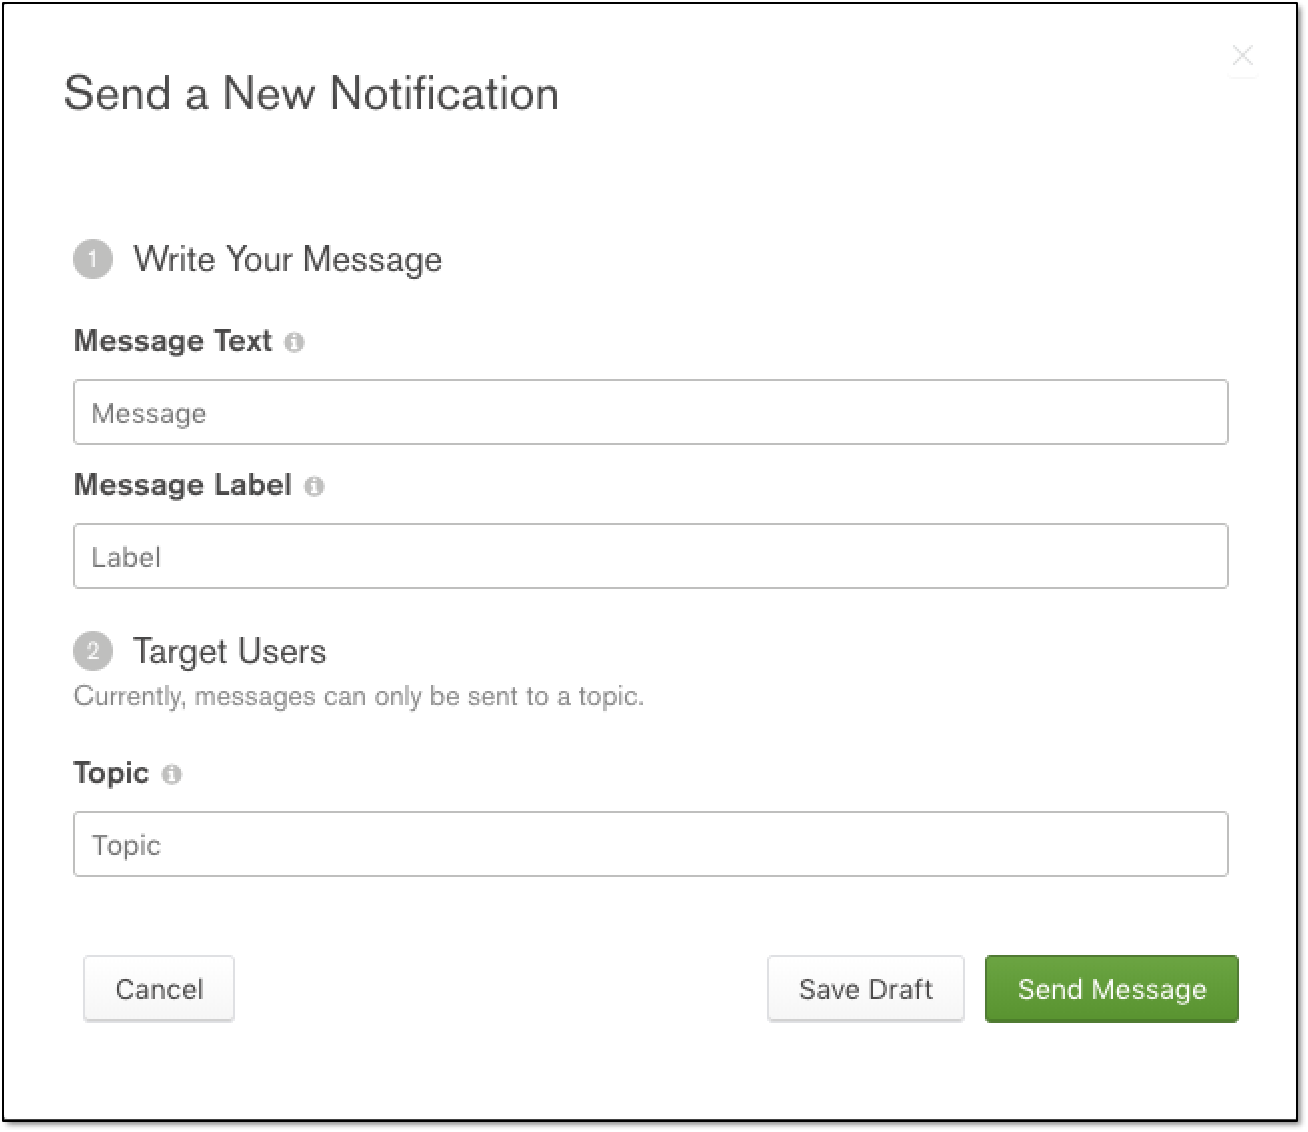 Send a New Notification
1 Write Your Message
Message Text
Message
Message Label
Label
2 Target Users
Currently, messages can only be sent to a topic.
Topic
Topic
Cancel Save Draft Send Message